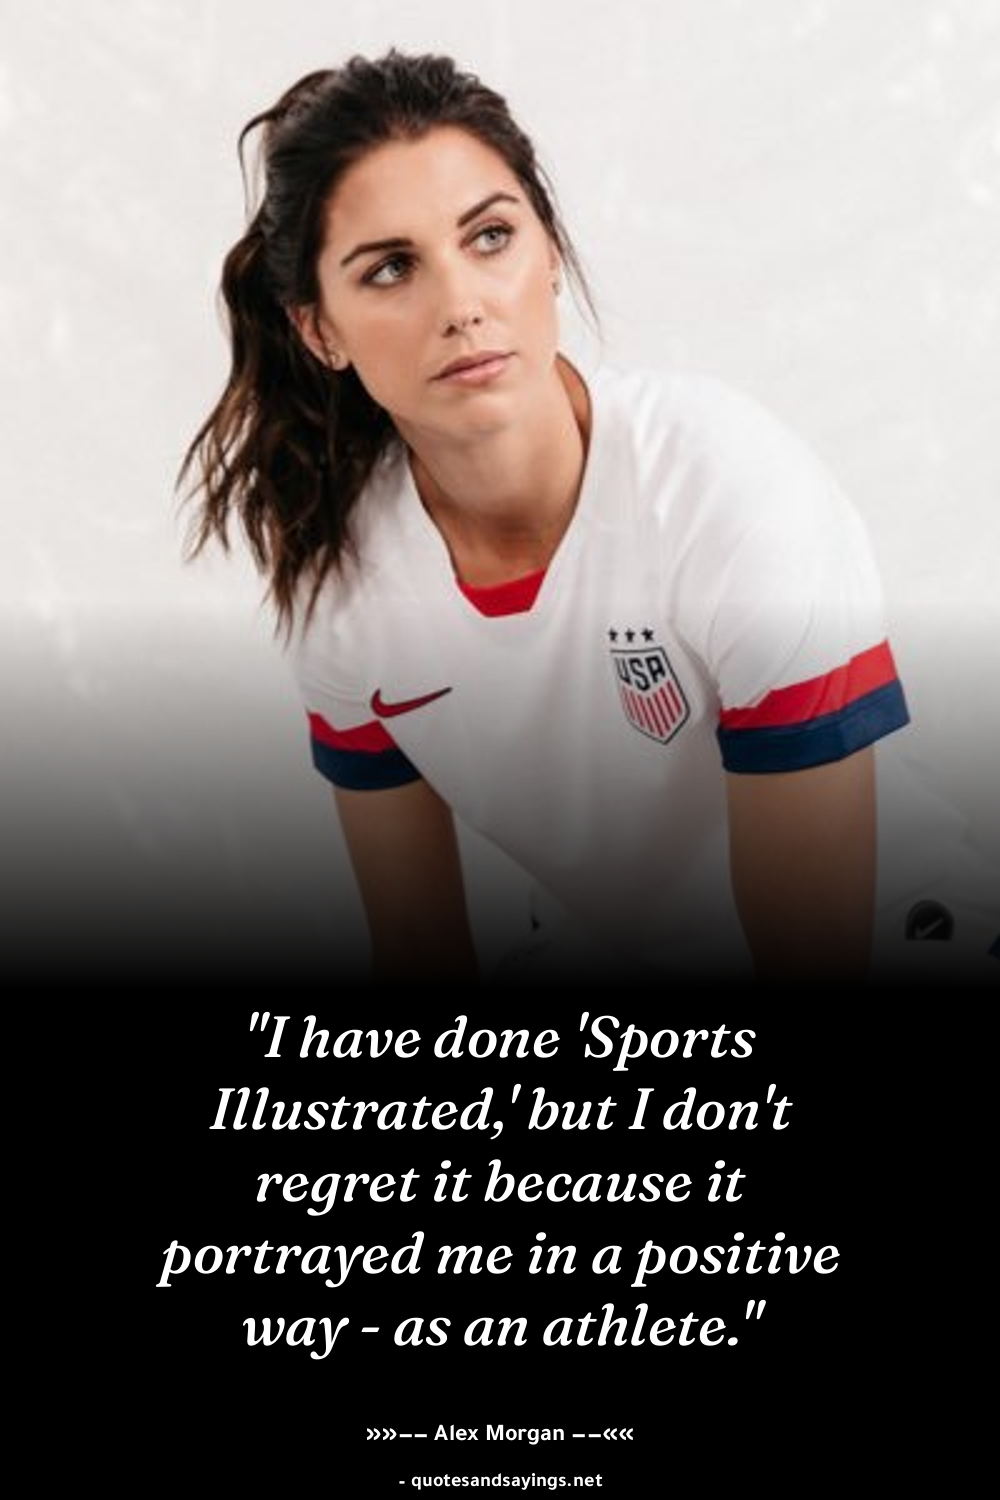 USA
"I have done 'Sports
Illustrated,' but I don't
regret it because it
portrayed me in a positive
way - as an athlete."
»»–– Alex Morgan ––««
- quotesandsayings.net